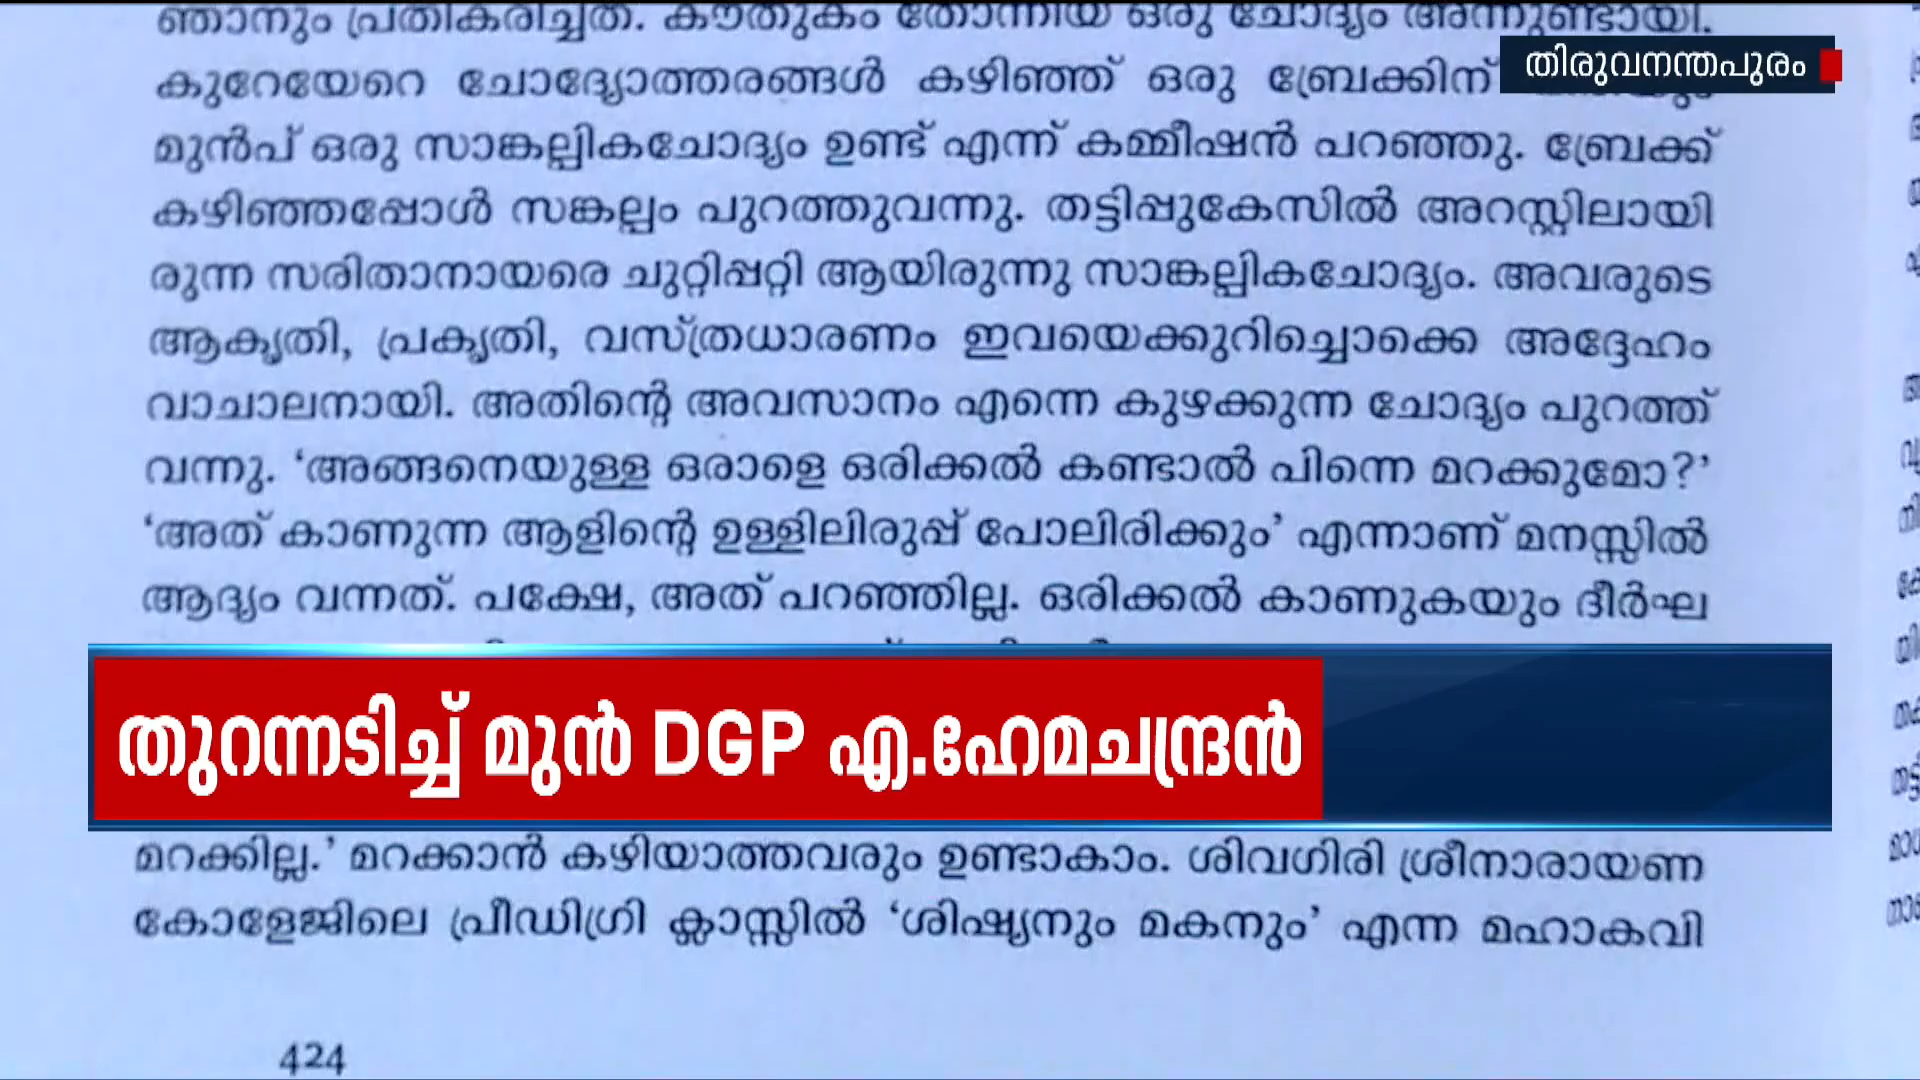 ഞാനും പ്രതികരിച്ചത്. കൗതുകം തോന്നിയ ഒരു ചോദ്യം അന്നുണ്ടായി.
തിരുവനന്തപുരം
കുറേയേറെ ചോദ്യോത്തരങ്ങൾ കഴിഞ്ഞ് ഒരു ബ്രേക്കിന്
മുൻപ് ഒരു സാങ്കല്പികചോദ്യം ഉണ്ട് എന്ന് കമ്മീഷൻ പറഞ്ഞു. ബ്രേക്ക്
കഴിഞ്ഞപ്പോൾ സങ്കല്പം പുറത്തുവന്നു. തട്ടിപ്പുകേസിൽ അറസ്റ്റിലായി
രുന്ന സരിതാനായരെ ചുറ്റിപ്പറ്റി ആയിരുന്നു സാങ്കല്പികചോദ്യം. അവരുടെ
ആകൃതി, പ്രകൃതി, വസ്ത്രധാരണം ഇവയെക്കുറിച്ചൊക്കെ അദ്ദേഹം
വാചാലനായി. അതിന്റെ അവസാനം എന്നെ കുഴക്കുന്ന ചോദ്യം പുറത്ത്
വന്നു. ‘അങ്ങനെയുള്ള ഒരാളെ ഒരിക്കൽ കണ്ടാൽ പിന്നെ മറക്കുമോ?’
‘അത് കാണുന്ന ആളിന്റെ ഉള്ളിലിരുപ്പ് പോലിരിക്കും’ എന്നാണ് മനസ്സിൽ
ആദ്യം വന്നത്. പക്ഷേ, അത് പറഞ്ഞില്ല. ഒരിക്കൽ കാണുകയും ദീർഘ
തുറന്നടിച്ച് മുൻ DGP എ.ഹേമചന്ദ്രൻ
മറക്കില്ല.’ മറക്കാൻ കഴിയാത്തവരും ഉണ്ടാകാം. ശിവഗിരി ശ്രീനാരായണ
കോളേജിലെ പ്രീഡിഗ്രി ക്ലാസ്സിൽ ‘ശിഷ്യനും മകനും’ എന്ന മഹാകവി
424